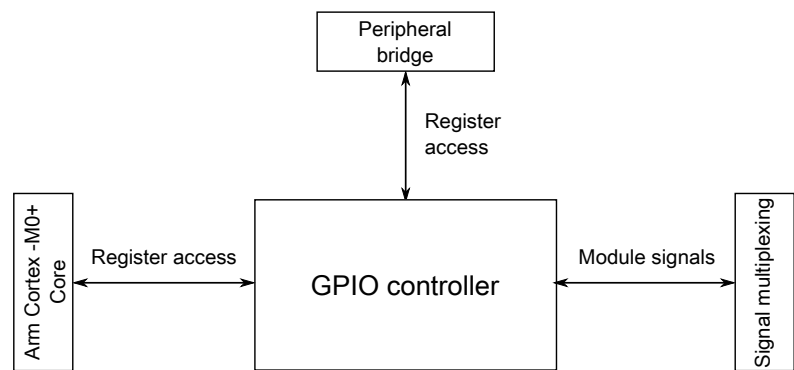 Peripheral
bridge
Register
access
Arm Cortex -M0+
Core
Register access
GPIO controller
Module signals
Signal multiplexing